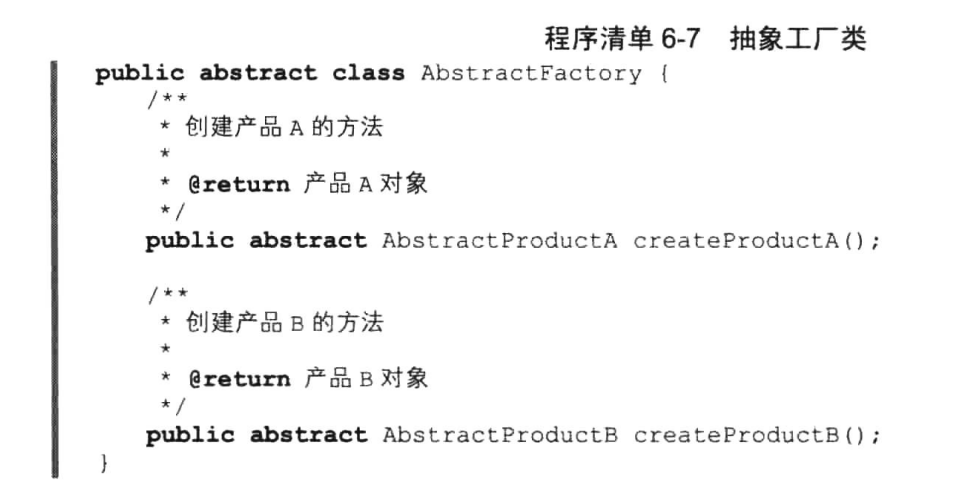 程序清单 6-7 抽象工厂类
public abstract class AbstractFactory {
/**
* 创建产品 A 的方法
*
* @return 产品 A 对象
*/
public abstract AbstractProductA createProductA();
/**
* 创建产品 B 的方法
*
* @return 产品 B 对象
*/
public abstract AbstractProductB createProductB();
}